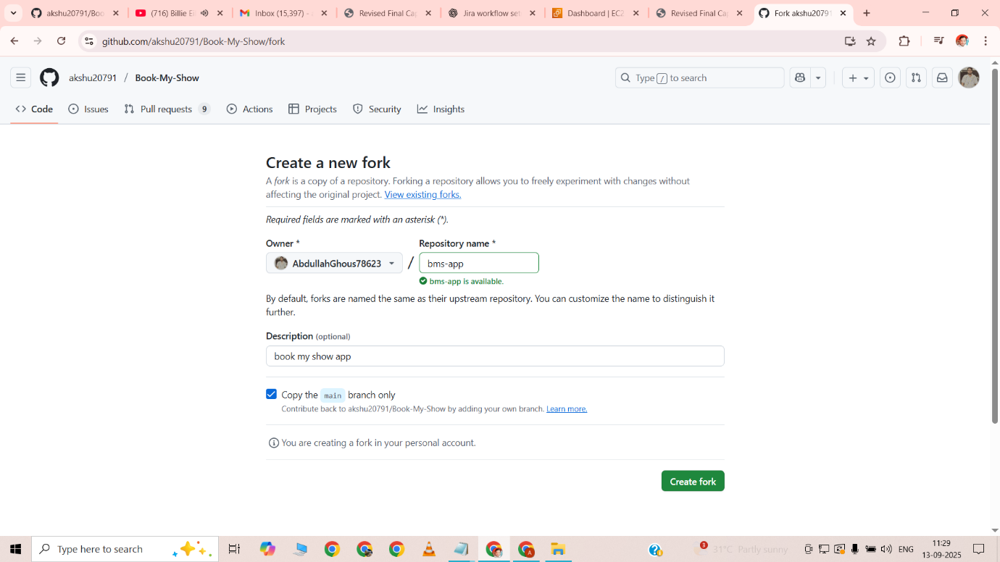 akshu20791/Boo
(716) Billie Ei
Inbox (15,397) -
Revised Final Cap
Jira workflow set
Dashboard | EC2
Revised Final Cap
Fork akshu20791
github.com/akshu20791/Book-My-Show/fork
akshu20791 / Book-My-Show
Type / to search
Code
Issues
Pull requests 9
Actions
Projects
Security
Insights
Create a new fork
A fork is a copy of a repository. Forking a repository allows you to freely experiment with changes without
affecting the original project. View existing forks.
Required fields are marked with an asterisk (*).
Owner *
Repository name *
AbdullahGhous78623 / bms-app
bms-app is available.
By default, forks are named the same as their upstream repository. You can customize the name to distinguish it
further.
Description (optional)
book my show app
Copy the main branch only
Contribute back to akshu20791/Book-My-Show by adding your own branch. Learn more.
You are creating a fork in your personal account.
Create fork
Type here to search
3
31°C Partly sunny
ENG
11:29
13-09-2025